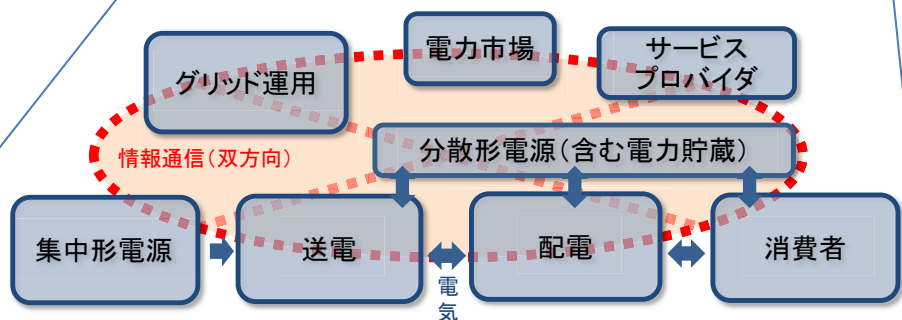 電力市場
サービス
プロバイダ
グリッド運用
分散形電源(含む電力貯蔵)
情報通信(双方向)
集中形電源
送電
配電
消費者
電
気